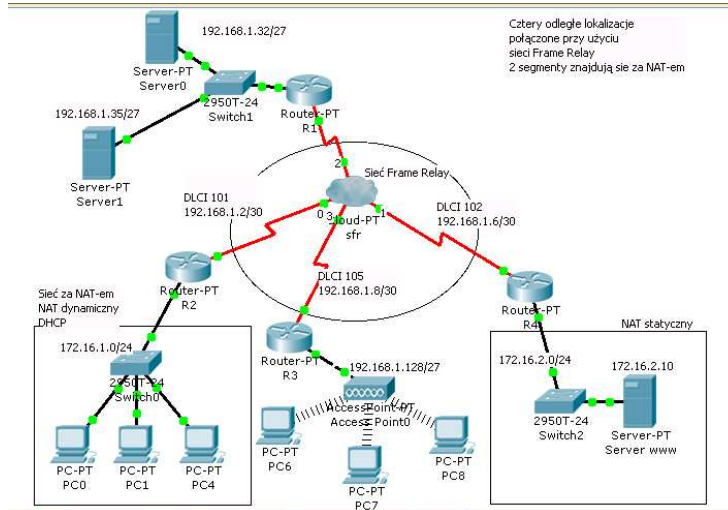 Cztery odległe lokalizacje
połączone przy użyciu
sieci Frame Relay
2 segmenty znajdują sie za NAT-em
192.168.1.32/27
Server-PT
Server0
2950T-24
Switch1
Router-PT
R1
192.168.1.35/27
Server-PT
Server1
2
Sieć Frame Relay
DLCI 101
192.168.1.2/30
0
3
1
loud-PT
sfr
DLCI 102
192.168.1.6/30
DLCI 105
192.168.1.8/30
Router-PT
R2
Router-PT
R4
Sieć za NAT-em
NAT dynamiczny
DHCP
172.16.1.0/24
2950T-24
Switch0
PC-PT
PC0
PC-PT
PC1
PC-PT
PC4
Router-PT
R3
192.168.1.128/27
AccessPoint-PT
Access Point0
PC-PT
PC6
PC-PT
PC7
PC-PT
PC8
NAT statyczny
172.16.2.0/24
172.16.2.10
2950T-24
Switch2
Server-PT
Server www